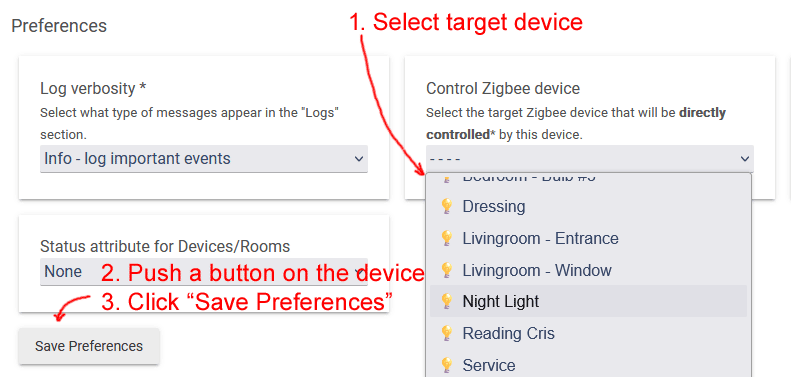 1. Select target device
Preferences
Log verbosity *
Select what type of messages appear in the "Logs"
section.
Info - log important events
Control Zigbee device
Select the target Zigbee device that will be directly
controlled* by this device.
- - - -
Bedroom - Bulb #3
Dressing
Livingroom - Entrance
Livingroom - Window
Night Light
Reading Cris
Service
Status attribute for Devices/Rooms
None
2. Push a button on the device
3. Click “Save Preferences”
Save Preferences